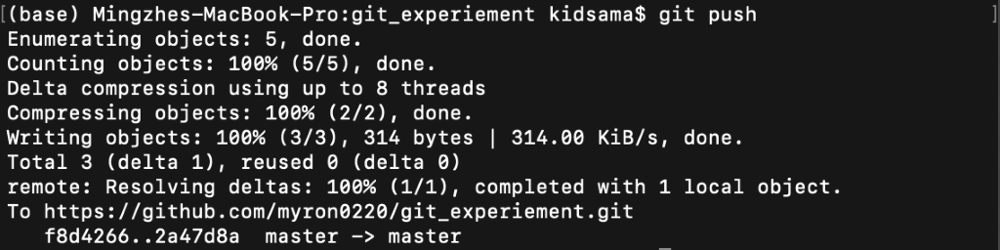 [(base) Mingzhes-MacBook-Pro:git_experiement kidsama$ git push ]
Enumerating objects: 5, done.
Counting objects: 100% (5/5), done.
Delta compression using up to 8 threads
Compressing objects: 100% (2/2), done.
Writing objects: 100% (3/3), 314 bytes | 314.00 KiB/s, done.
Total 3 (delta 1), reused 0 (delta 0)
remote: Resolving deltas: 100% (1/1), completed with 1 local object.
To https://github.com/myron0220/git_experiement.git
   f8d4266..2a47d8a  master -> master